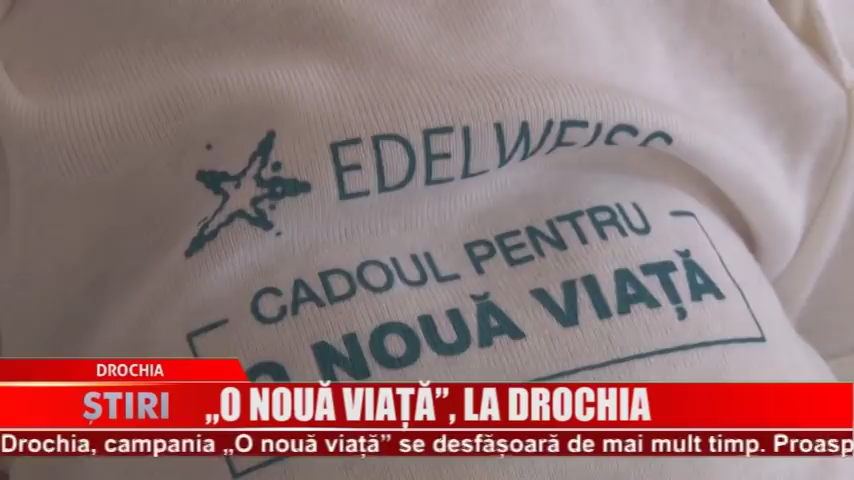 EDELWEISS
CADOUL PENTRU
O NOUĂ VIAȚĂ
DROCHIA
ȘTIRI
„O NOUĂ VIAȚĂ”, LA DROCHIA
Drochia, campania „O nouă viață” se desfășoară de mai mult timp. Proasp